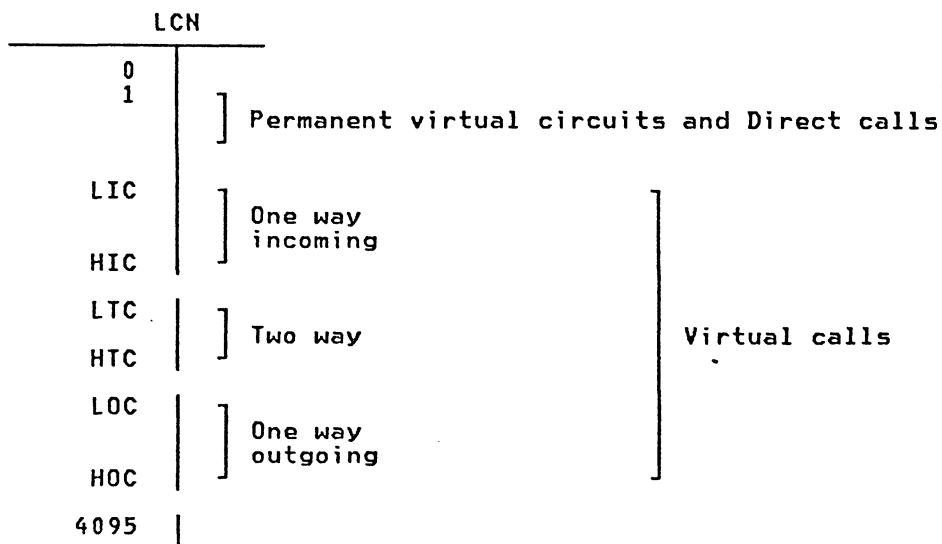 LCN
0
1
Permanent virtual circuits and Direct calls
LIC
One way
incoming
HIC
LTC
Two way
Virtual calls
HTC
LOC
One way
outgoing
HOC
4095